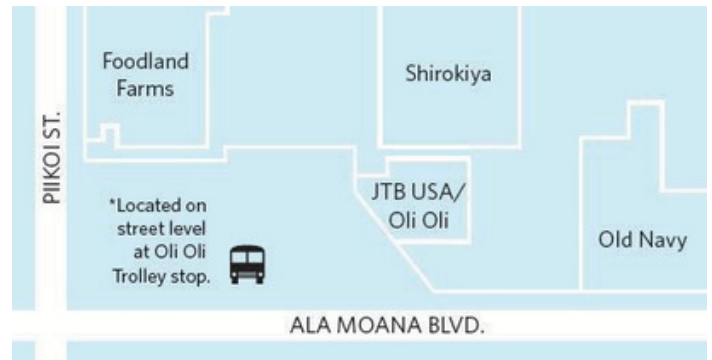 Foodland
Farms
Shirokiya
PIIKOI ST.
JTB USA/
Oli Oli
*Located on
street level
at Oli Oli
Trolley stop.
Old Navy
ALA MOANA BLVD.